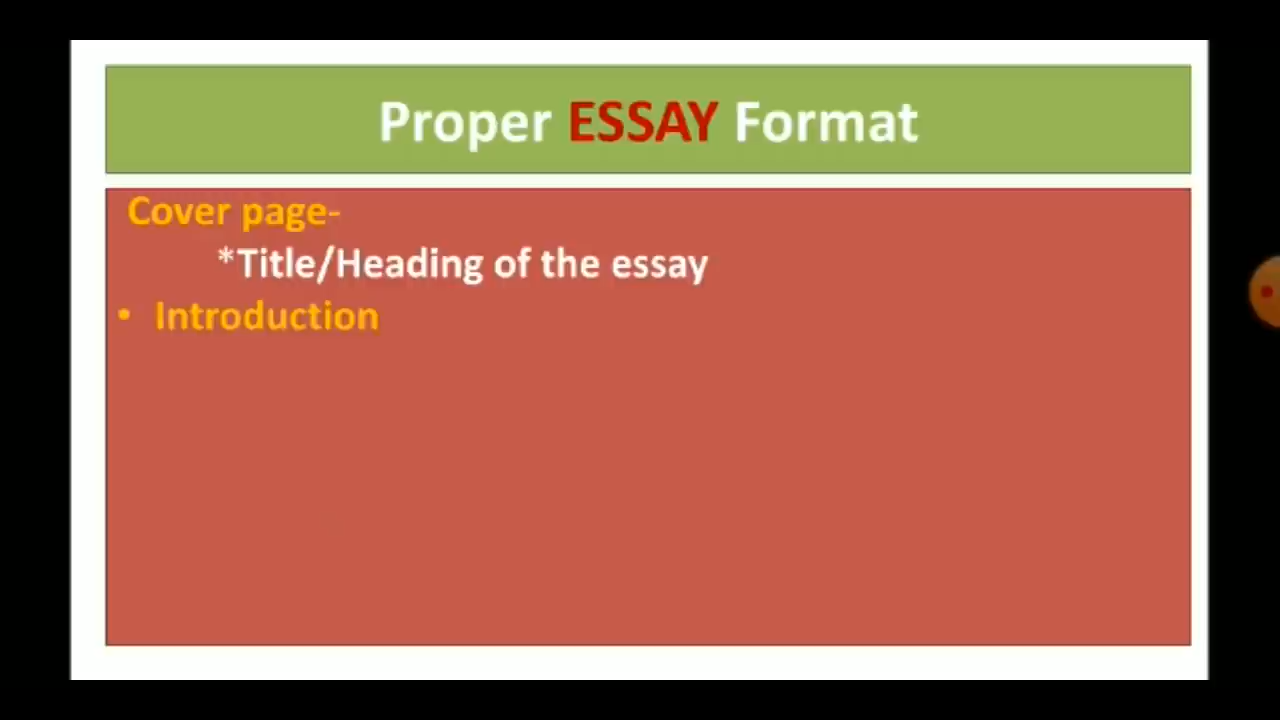 Proper ESSAY Format
Cover page-
*Title/Heading of the essay
• Introduction